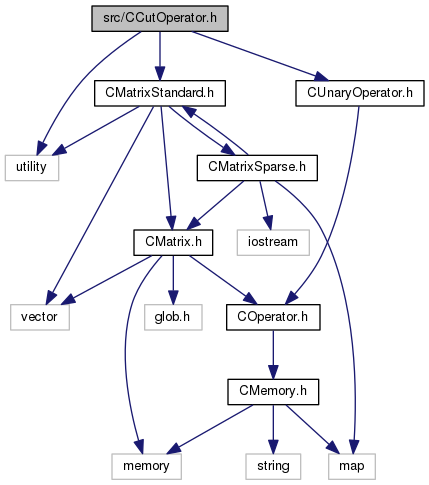 src/CCutOperator.h
CMatrixStandard.h
CUnaryOperator.h
utility
CMatrixSparse.h
CMatrix.h
iostream
vector
glob.h
COperator.h
CMemory.h
memory
string
map